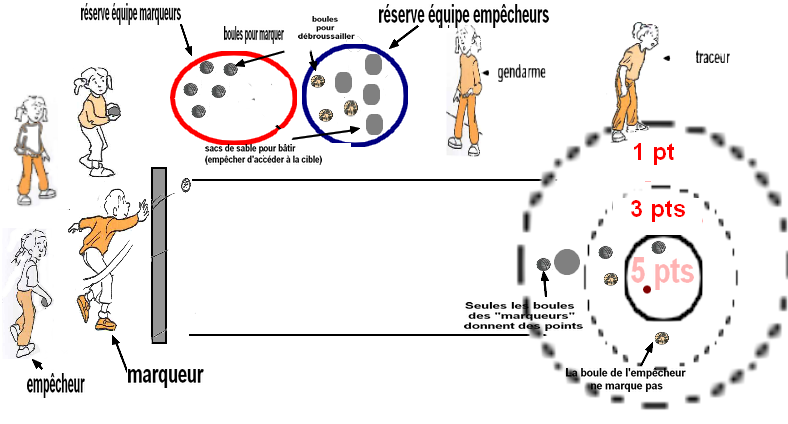 réserve équipe marqueurs
boules pour marquer
boules
pour
débroussailler
réserve équipe empêcheurs
gendarme
traceur
sacs de sable pour bâtir
(empêcher d'accéder à la cible)
1 pt
3 pts
5 pts
Seules les boules
des "marqueurs"
donnent des points
La boule de l'empêcheur
ne marque pas
empêcheur
marqueur